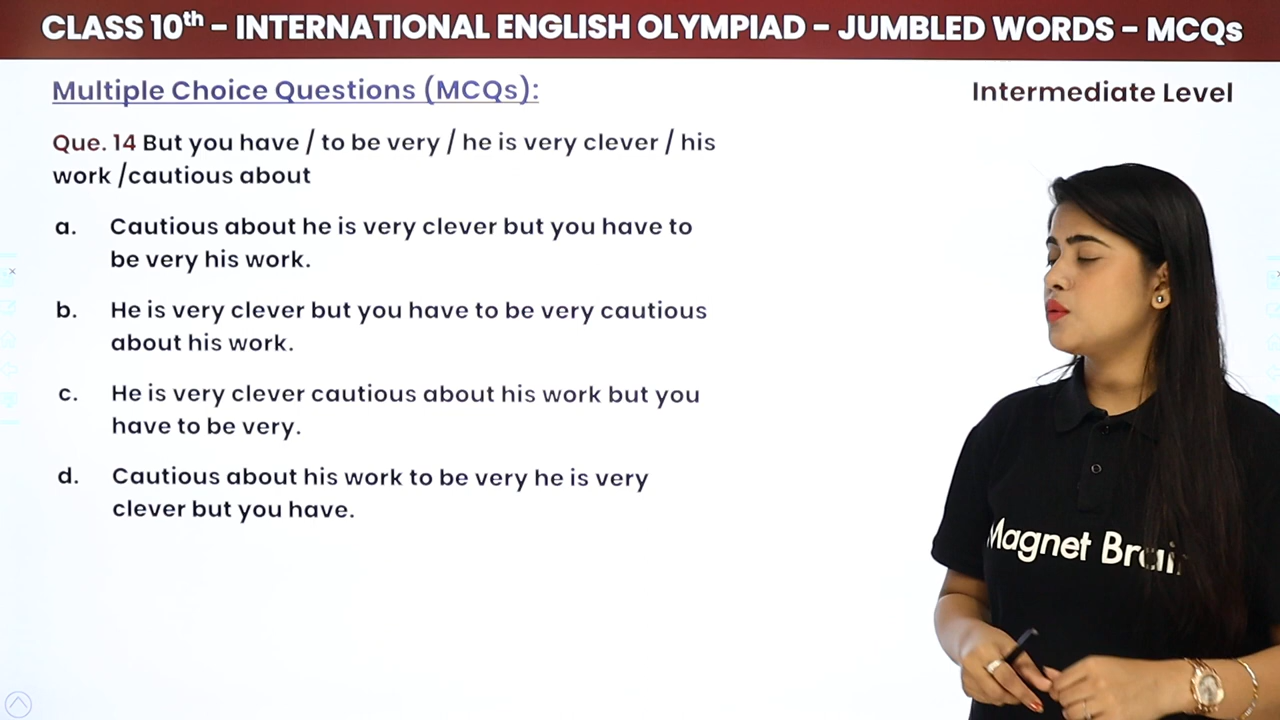 CLASS 10th - INTERNATIONAL ENGLISH OLYMPIAD - JUMBLED WORDS - MCQs
Multiple Choice Questions (MCQs):
Intermediate Level
Que. 14 But you have / to be very / he is very clever / his
work /cautious about
a. Cautious about he is very clever but you have to
be very his work.
b. He is very clever but you have to be very cautious
about his work.
c. He is very clever cautious about his work but you
have to be very.
d. Cautious about his work to be very he is very
clever but you have.
Magnet